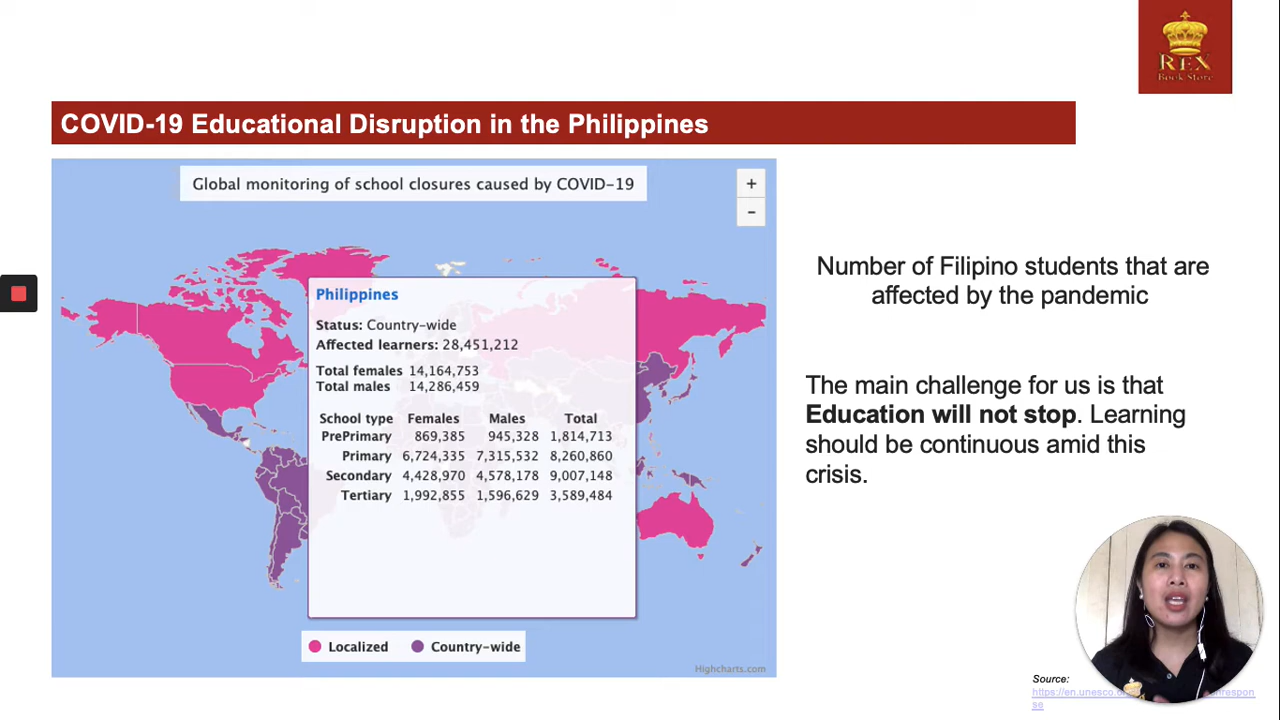 REX
Book Store
COVID-19 Educational Disruption in the Philippines
Global monitoring of school closures caused by COVID-19
+
-
Philippines
Status: Country-wide
Affected learners: 28,451,212
Total females 14,164,753
Total males 14,286,459
School type Females Males Total
PrePrimary 869,385 945,328 1,814,713
Primary 6,724,335 7,315,532 8,260,860
Secondary 4,428,970 4,578,178 9,007,148
Tertiary 1,992,855 1,596,629 3,589,484
Localized Country-wide
Highcharts.com
Number of Filipino students that are
affected by the pandemic
The main challenge for us is that
Education will not stop. Learning
should be continuous amid this
crisis.
Source:
https://en.unesco.
se